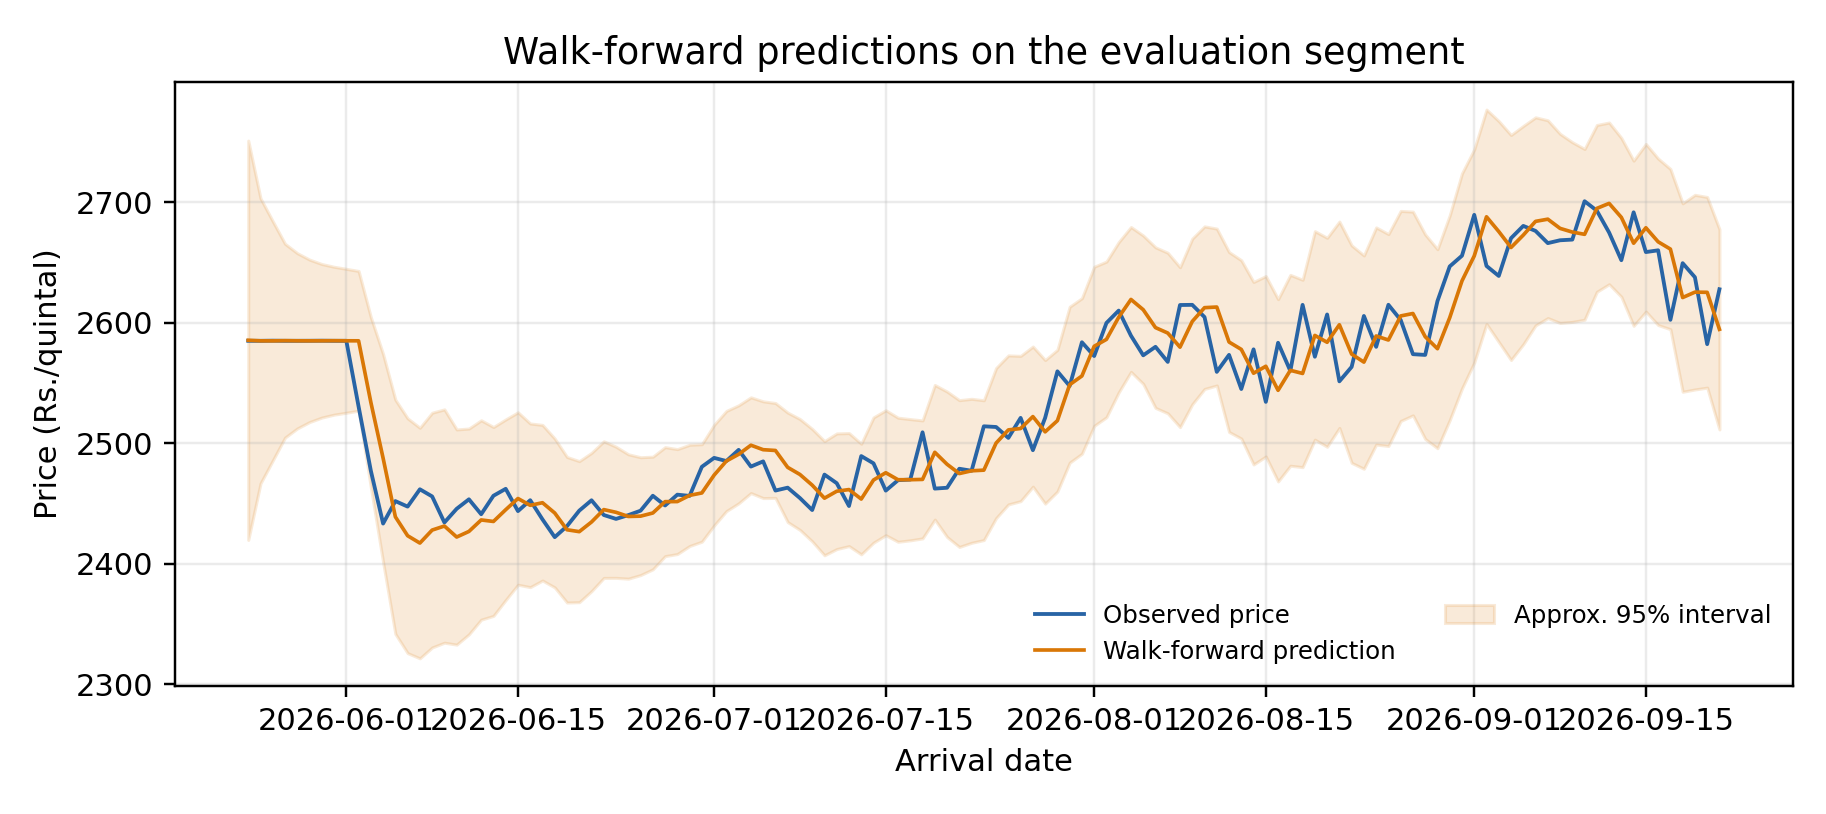 Walk-forward predictions on the evaluation segment
Price (Rs./quintal)
2700
2600
2500
2400
2300
Observed price
Walk-forward prediction
Approx. 95% interval
2026-06-01 2026-06-15 2026-07-01 2026-07-15 2026-08-01 2026-08-15 2026-09-01 2026-09-15
Arrival date